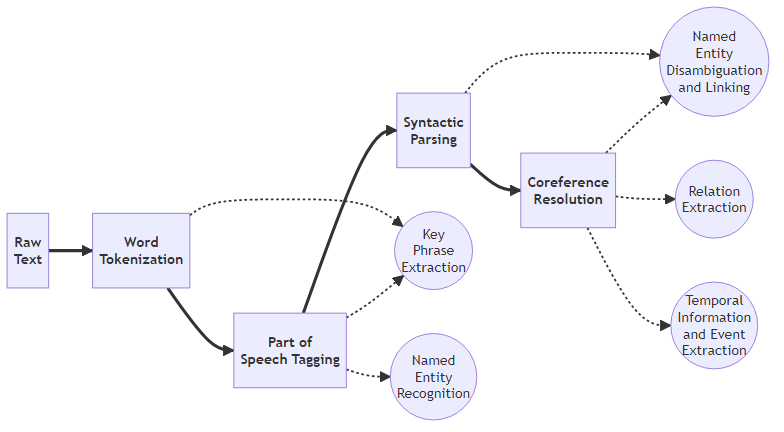 Raw
Text
Word
Tokenization
Part of
Speech Tagging
Syntactic
Parsing
Coreference
Resolution
Key
Phrase
Extraction
Named
Entity
Recognition
Named
Entity
Disambiguation
and Linking
Relation
Extraction
Temporal
Information
and Event
Extraction